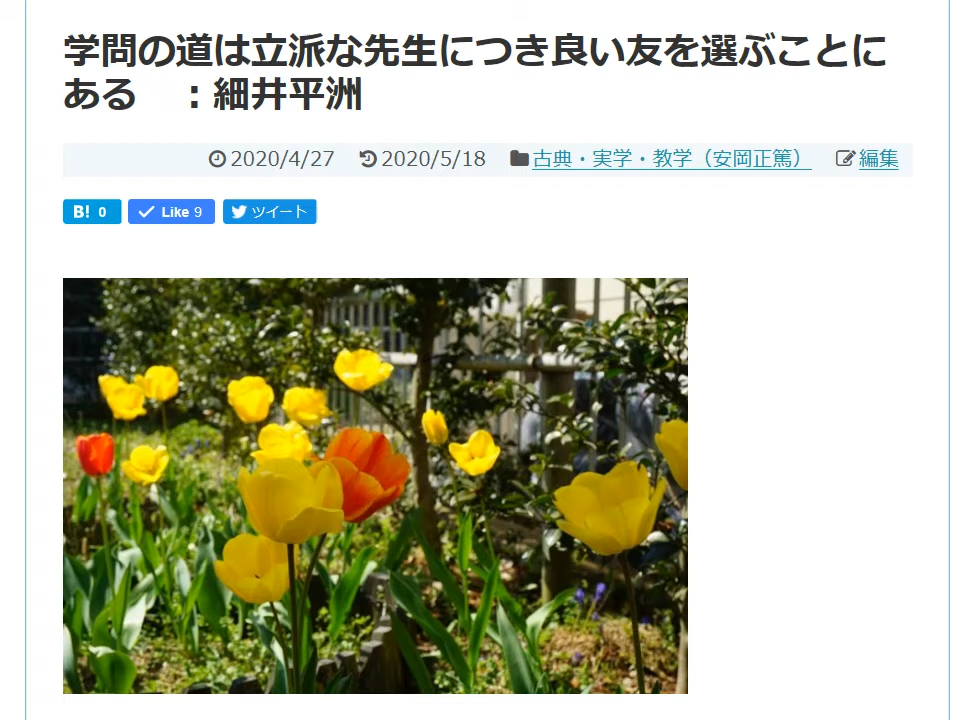 学問の道は立派な先生につき良い友を選ぶことに
ある　：細井平洲
2020/4/27 2020/5/18 古典・実学・教学（安岡正篤） 編集
B! 0 Like 9 ツイート